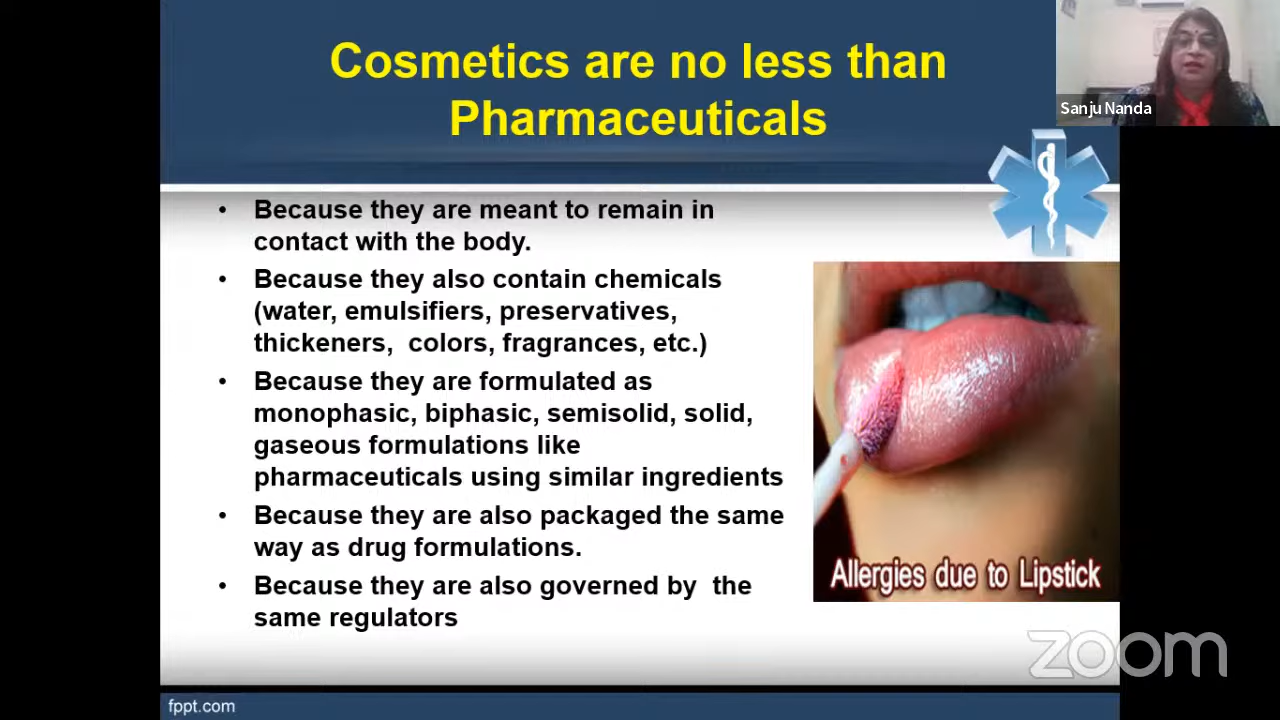 Cosmetics are no less than
Pharmaceuticals
Sanju Nanda
• Because they are meant to remain in
contact with the body.
• Because they also contain chemicals
(water, emulsifiers, preservatives,
thickeners,  colors, fragrances, etc.)
• Because they are formulated as
monophasic, biphasic, semisolid, solid,
gaseous formulations like
pharmaceuticals using similar ingredients
• Because they are also packaged the same
way as drug formulations.
• Because they are also governed by  the
same regulators
Allergies due to Lipstick
zoom
fppt.com